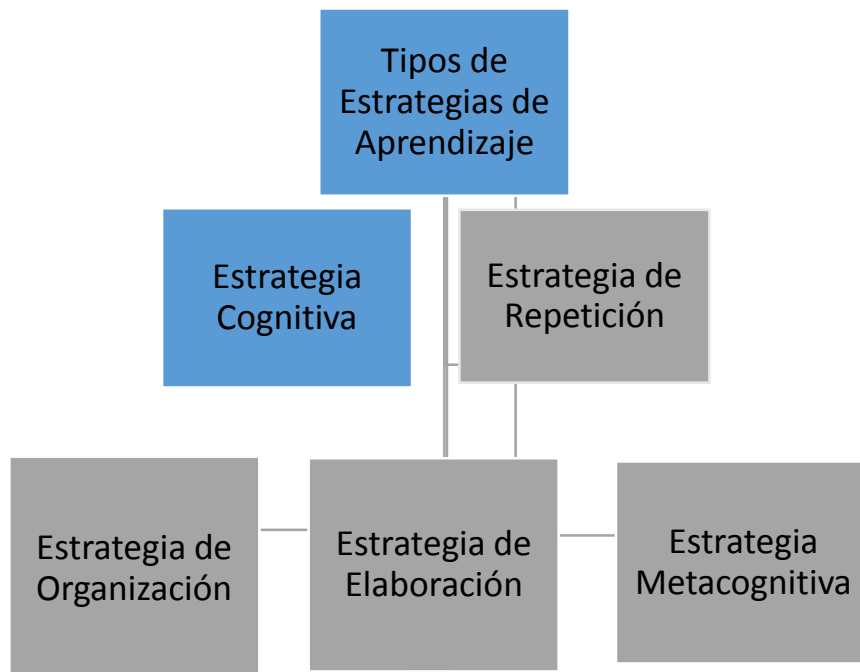 Tipos de
Estrategias de
Aprendizaje
Estrategia
Cognitiva
Estrategia de
Repetición
Estrategia de
Organización
Estrategia de
Elaboración
Estrategia
Metacognitiva